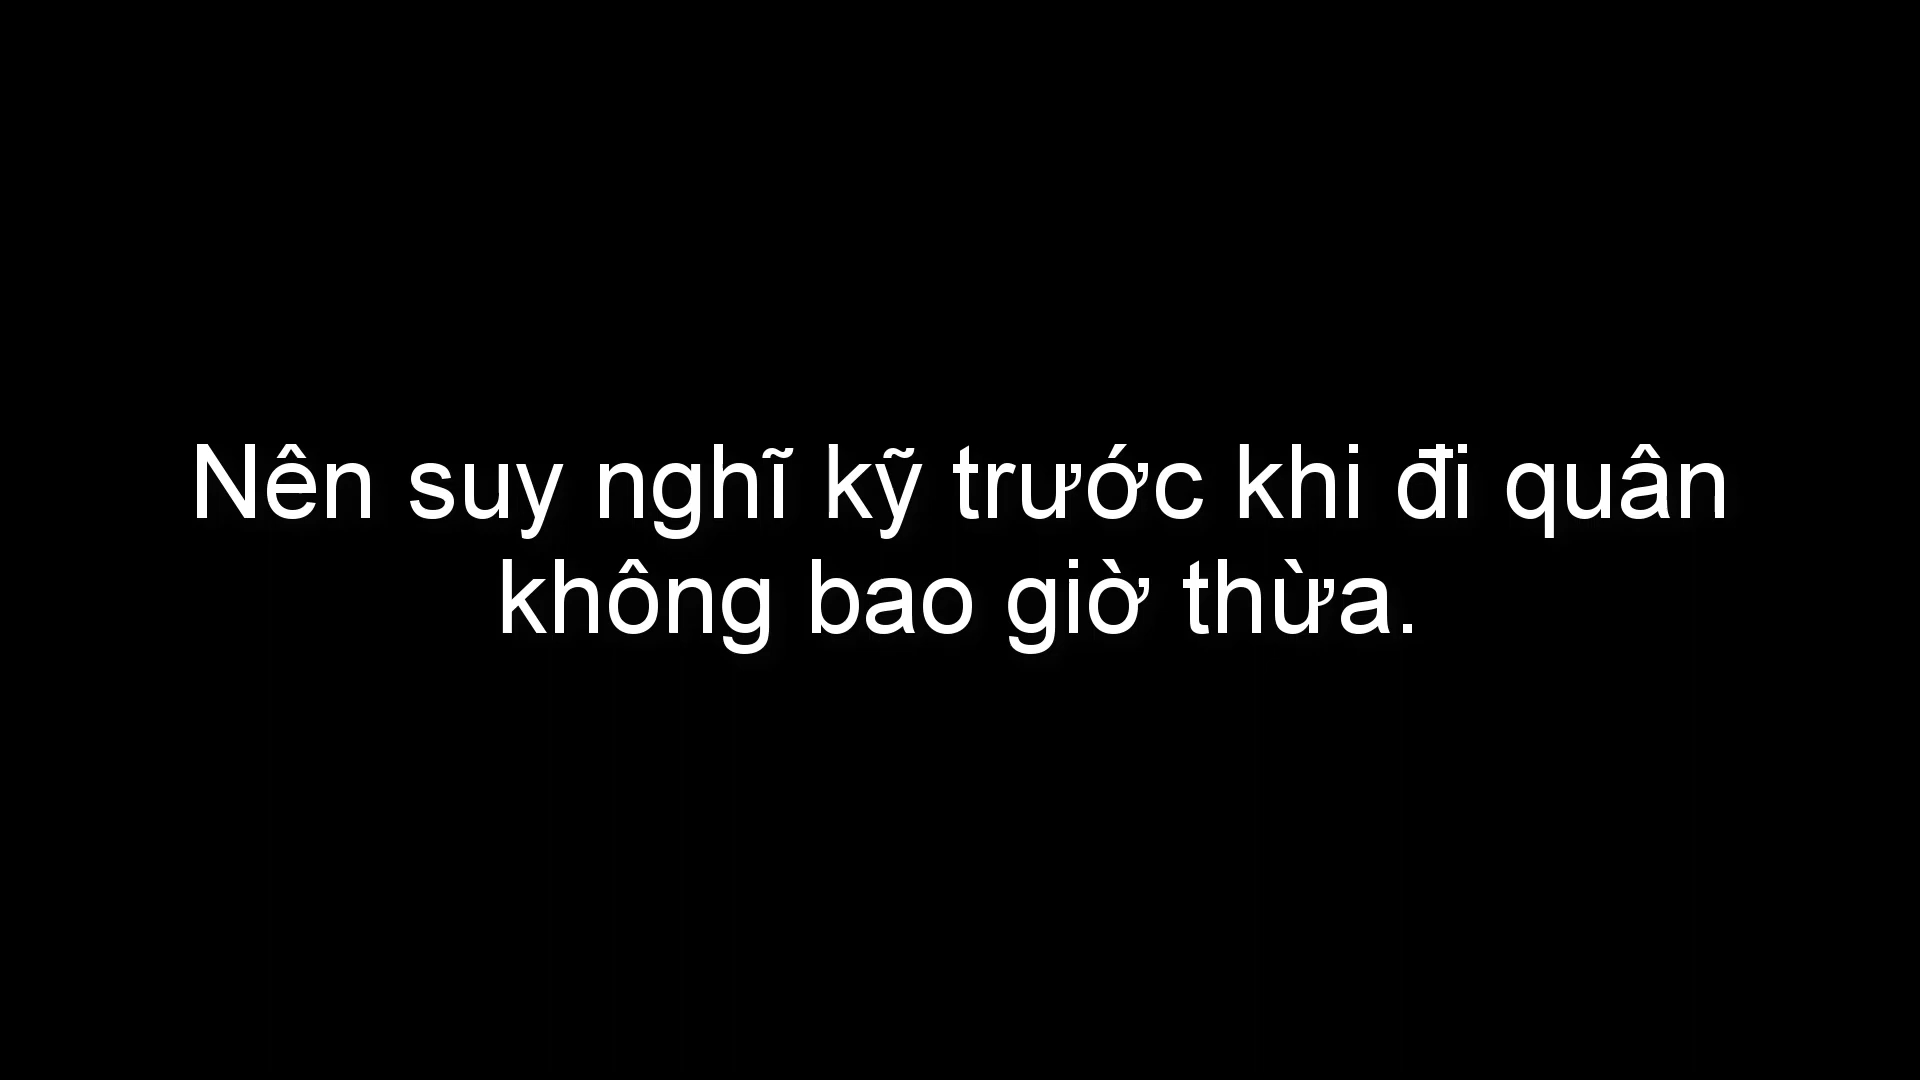 Nên suy nghĩ kỹ trước khi đi quân
không bao giờ thừa.